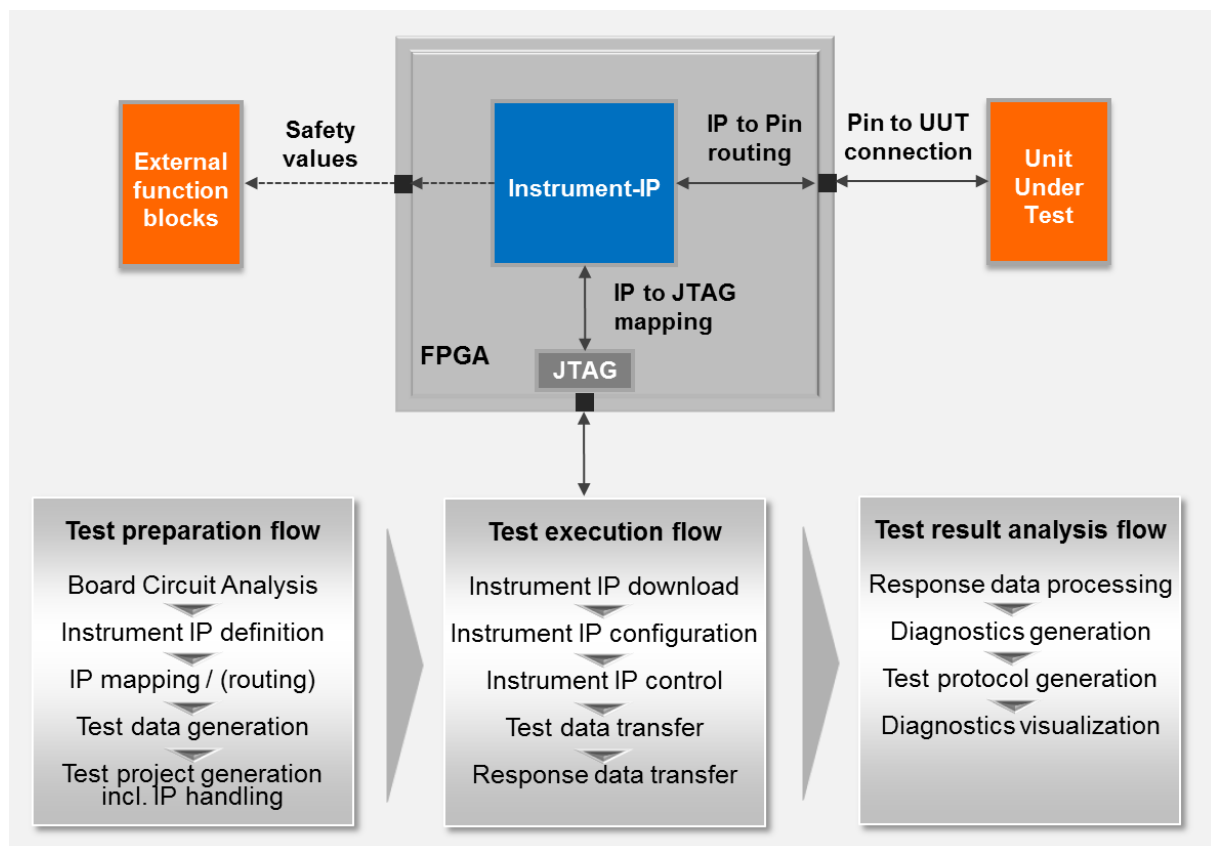 Safety
values
External
function
blocks
Instrument-IP
IP to Pin
routing
Pin to UUT
connection
Unit
Under
Test
IP to JTAG
mapping
FPGA
JTAG
Test preparation flow
Board Circuit Analysis
Instrument IP definition
IP mapping / (routing)
Test data generation
Test project generation
incl. IP handling
Test execution flow
Instrument IP download
Instrument IP configuration
Instrument IP control
Test data transfer
Response data transfer
Test result analysis flow
Response data processing
Diagnostics generation
Test protocol generation
Diagnostics visualization